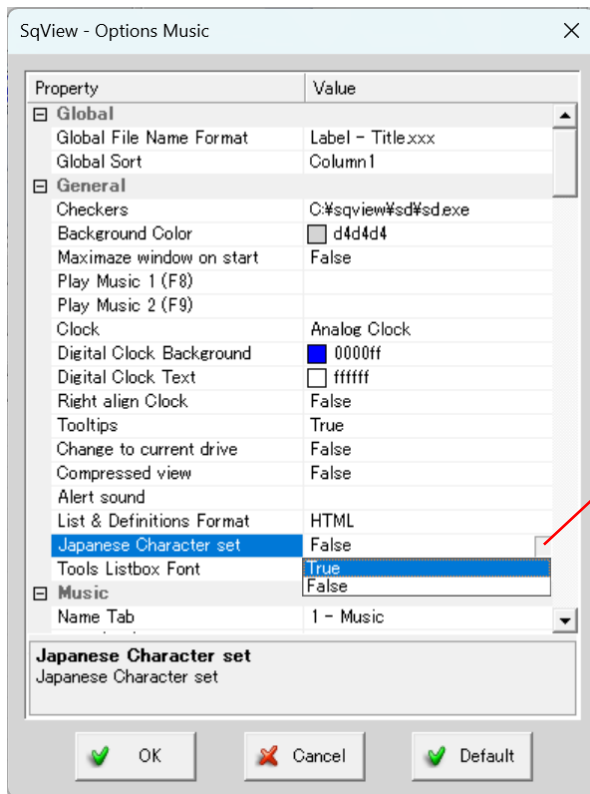 SqView - Options Music
Property Value
Global
Global File Name Format Label - Title.xxx
Global Sort Column1
General
Checkers C:¥sqview¥sd¥sd.exe
Background Color d4d4d4
Maximaze window on start False
Play Music 1 (F8)
Play Music 2 (F9)
Clock Analog Clock
Digital Clock Background 0000ff
Digital Clock Text ffffff
Right align Clock False
Tooltips True
Change to current drive False
Compressed view False
Alert sound
List & Definitions Format HTML
Japanese Character set False
Tools Listbox Font True
False
Music
Name Tab 1 - Music
Japanese Character set
Japanese Character set
OK Cancel Default